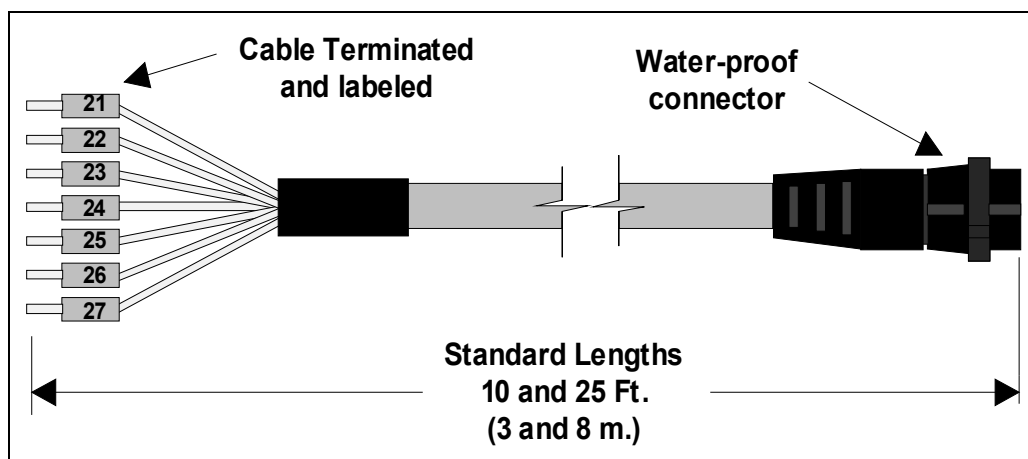 Cable Terminated
and labeled
Water-proof
connector
21
22
23
24
25
26
27
Standard Lengths
10 and 25 Ft.
(3 and 8 m.)